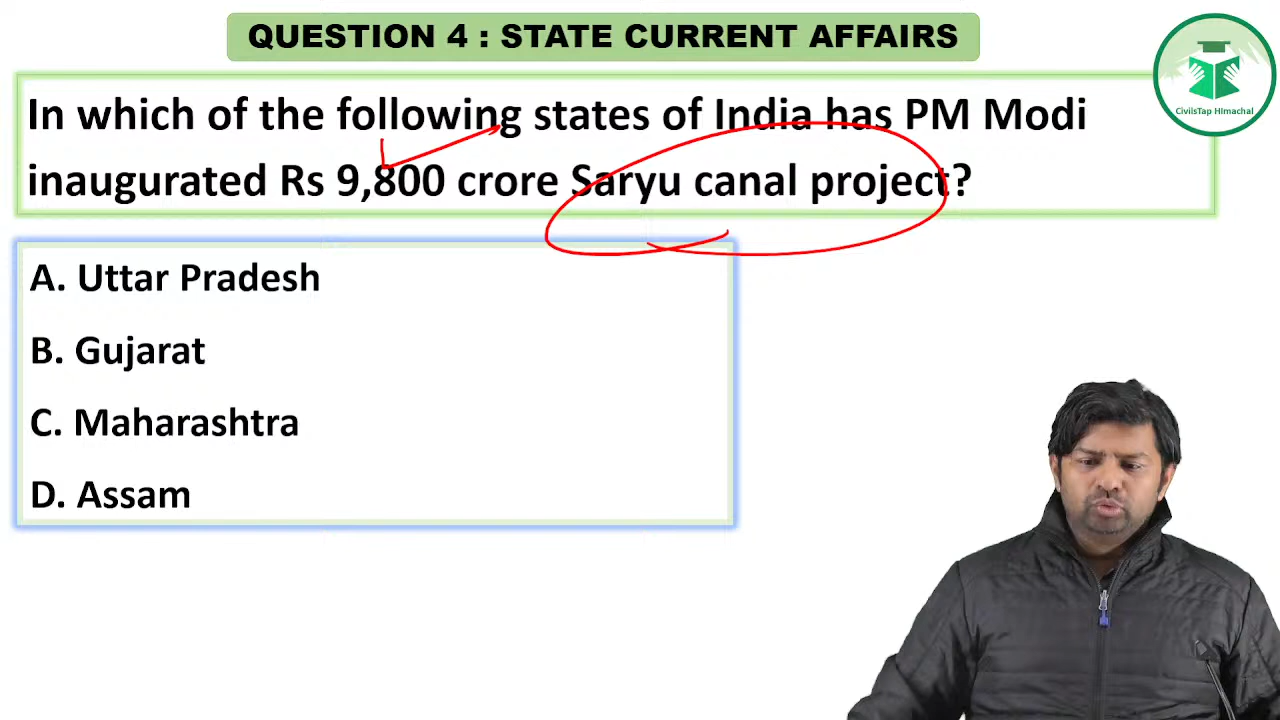 QUESTION 4 : STATE CURRENT AFFAIRS
CivilsTap HImachal
In which of the following states of India has PM Modi
inaugurated Rs 9,800 crore Saryu canal project?
A. Uttar Pradesh
B. Gujarat
C. Maharashtra
D. Assam